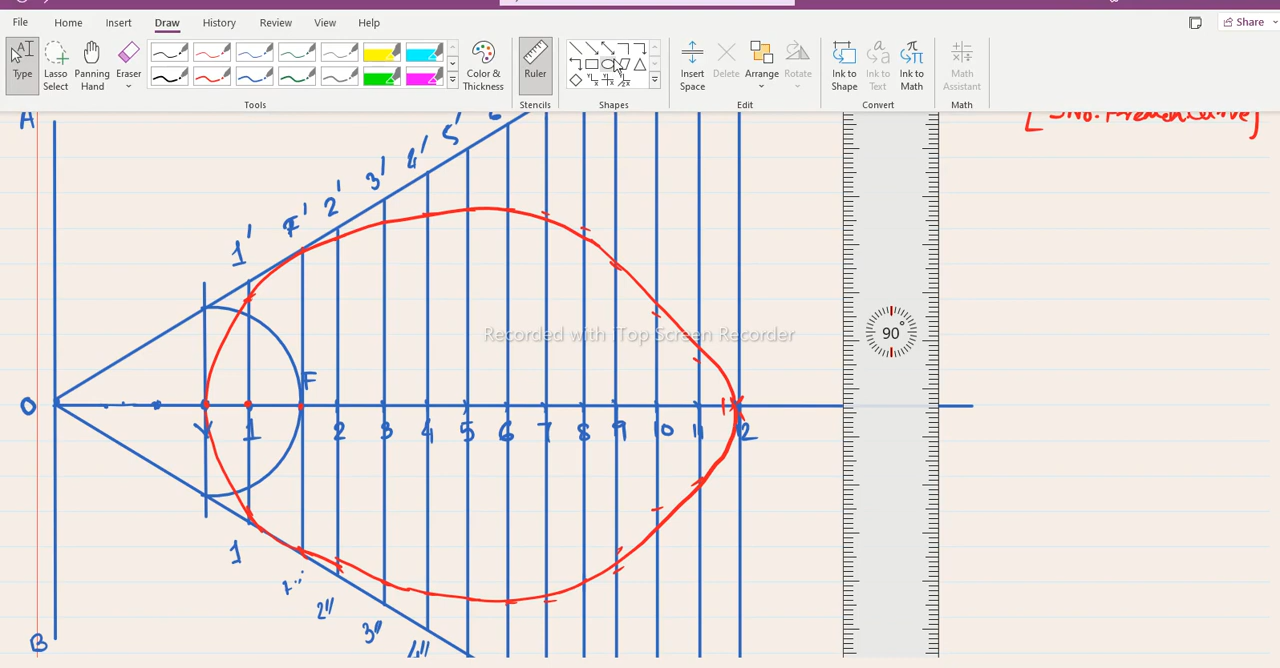 File Home Insert Draw History Review View Help
Share
Type
Lasso Select
Panning Hand
Eraser
Color & Thickness
Ruler
Insert Space
Delete
Arrange
Rotate
Ink to Shape
Ink to Text
Ink to Math
Math Assistant
Tools
Stencils
Shapes
Edit
Convert
Math
A
5'
4'
3'
2'
F'
1'
Recorded with iTop Screen Recorder
90°
F
O
V 1 2 3 4 5 6 7 8 9 10 11 12
1
2"
3"
4"
B